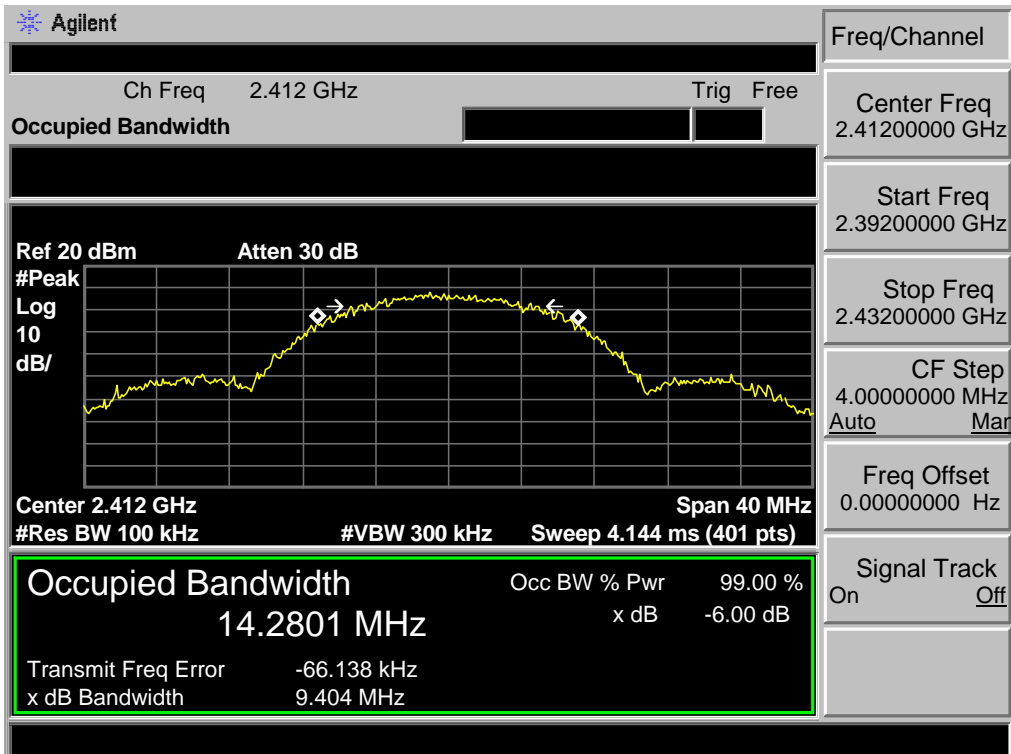 Agilent
Freq/Channel
Ch Freq 2.412 GHz Trig Free
Occupied Bandwidth
Center Freq
2.41200000 GHz
Start Freq
2.39200000 GHz
Stop Freq
2.43200000 GHz
CF Step
4.00000000 MHz
Auto Man
Freq Offset
0.00000000 Hz
Signal Track
On Off
Ref 20 dBm Atten 30 dB
#Peak
Log
10
dB/
Center 2.412 GHz Span 40 MHz
#Res BW 100 kHz #VBW 300 kHz Sweep 4.144 ms (401 pts)
Occupied Bandwidth Occ BW % Pwr 99.00 %
14.2801 MHz x dB -6.00 dB
Transmit Freq Error -66.138 kHz
x dB Bandwidth 9.404 MHz